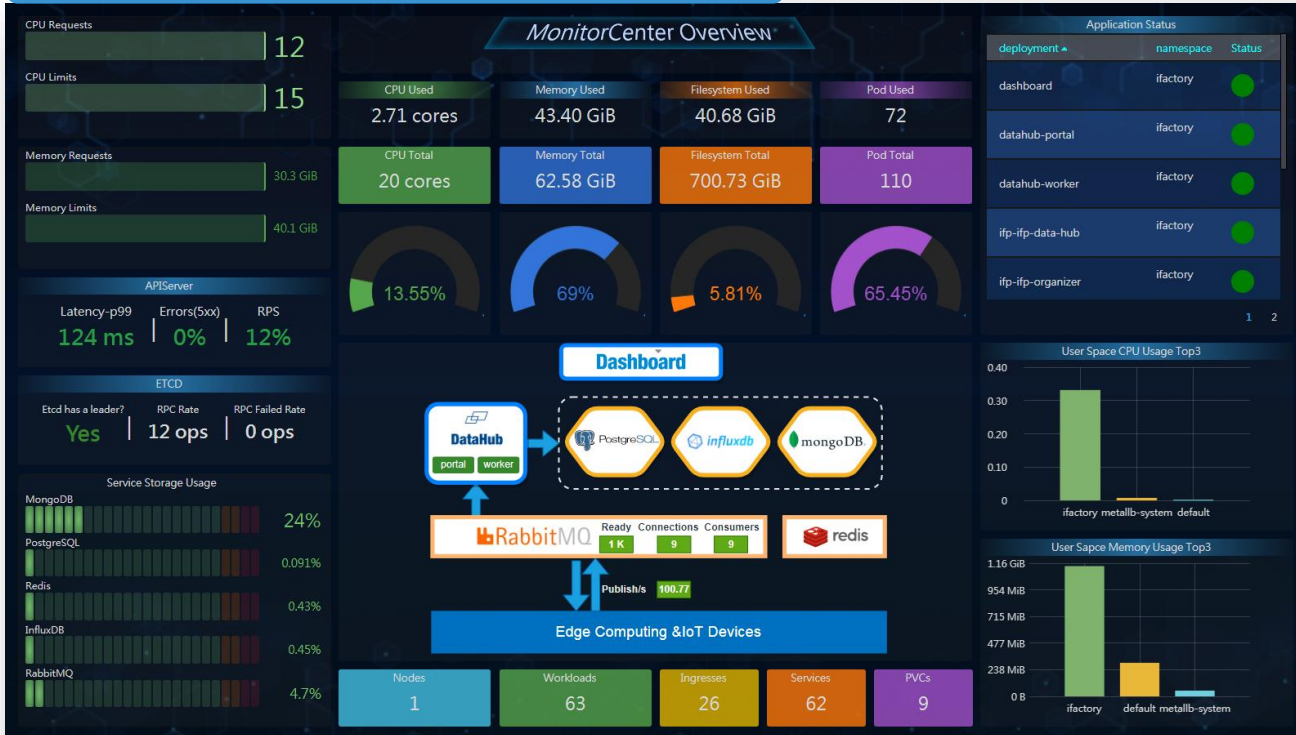 CPU Requests
12
CPU Limits
15
Memory Requests
30.3 GiB
Memory Limits
40.1 GiB
APIServer
Latency-p99 Errors(5xx) RPS
124 ms 0% 12%
ETCD
Etcd has a leader? RPC Rate RPC Failed Rate
Yes 12 ops 0 ops
Service Storage Usage
MongoDB
24%
PostgreSQL
0.091%
Redis
0.43%
InfluxDB
0.45%
RabbitMQ
4.7%
MonitorCenter Overview
CPU Used
2.71 cores
Memory Used
43.40 GiB
Filesystem Used
40.68 GiB
Pod Used
72
CPU Total
20 cores
Memory Total
62.58 GiB
Filesystem Total
700.73 GiB
Pod Total
110
13.55%
69%
5.81%
65.45%
Dashboard
DataHub
portal worker
PostgreSQL
influxdb
mongoDB.
RabbitMQ
Ready Connections Consumers
1 K 9 9
redis
Publish/s 100.77
Edge Computing &IoT Devices
Nodes
1
Workloads
63
Ingresses
26
Services
62
PVCs
9
Application Status
deployment namespace Status
dashboard ifactory
datahub-portal ifactory
datahub-worker ifactory
ifp-ifp-data-hub ifactory
ifp-ifp-organizer ifactory
1 2
User Space CPU Usage Top3
0.40
0.30
0.20
0.10
0
ifactory metallb-system default
User Sapce Memory Usage Top3
1.16 GiB
954 MiB
715 MiB
477 MiB
238 MiB
0 B
ifactory default metallb-system